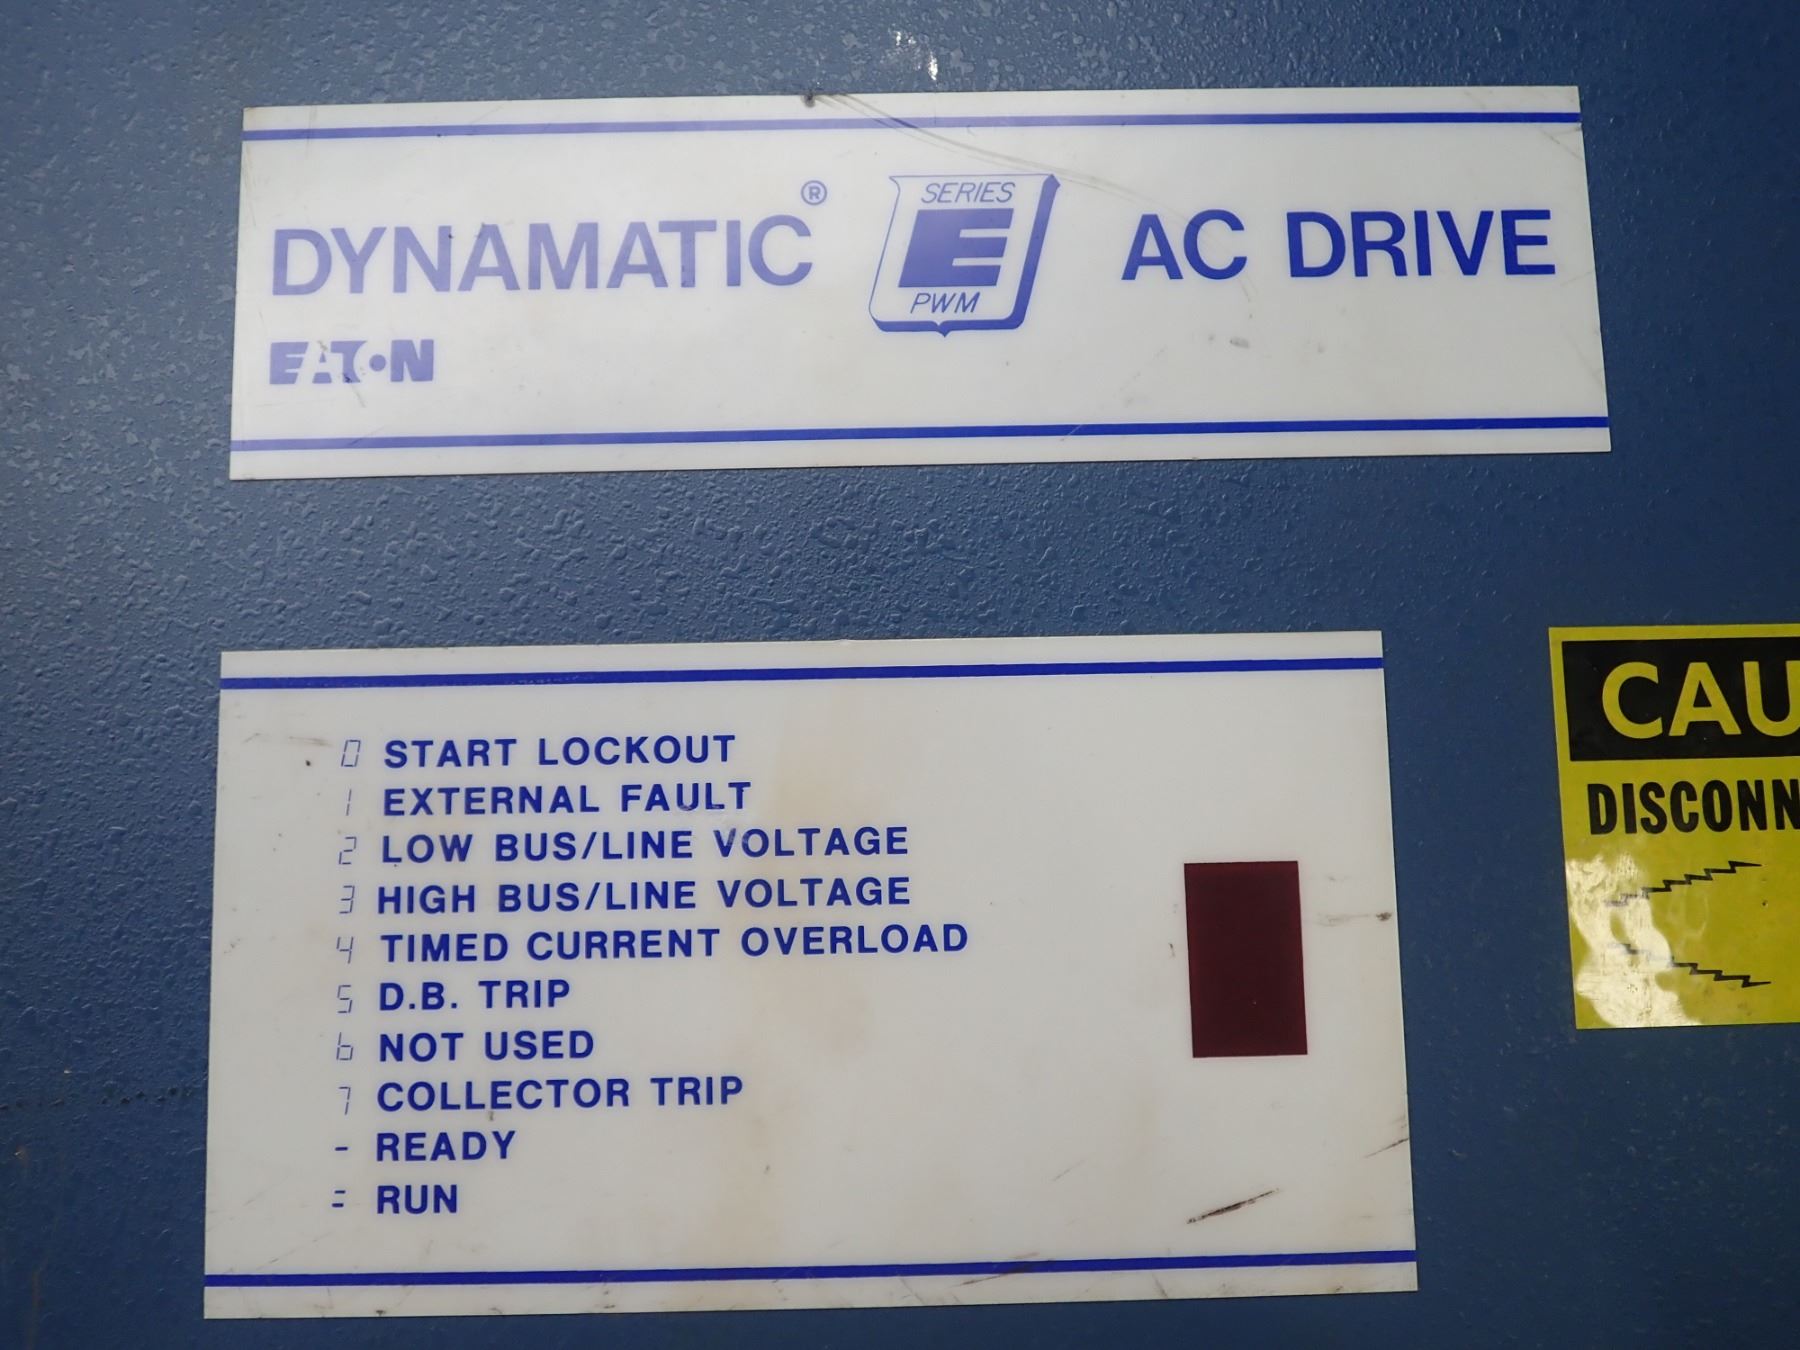 DYNAMATIC® SERIES E PWM AC DRIVE
EATON
0 START LOCKOUT
1 EXTERNAL FAULT
2 LOW BUS/LINE VOLTAGE
3 HIGH BUS/LINE VOLTAGE
4 TIMED CURRENT OVERLOAD
5 D.B. TRIP
6 NOT USED
7 COLLECTOR TRIP
- READY
= RUN
CAU
DISCONN